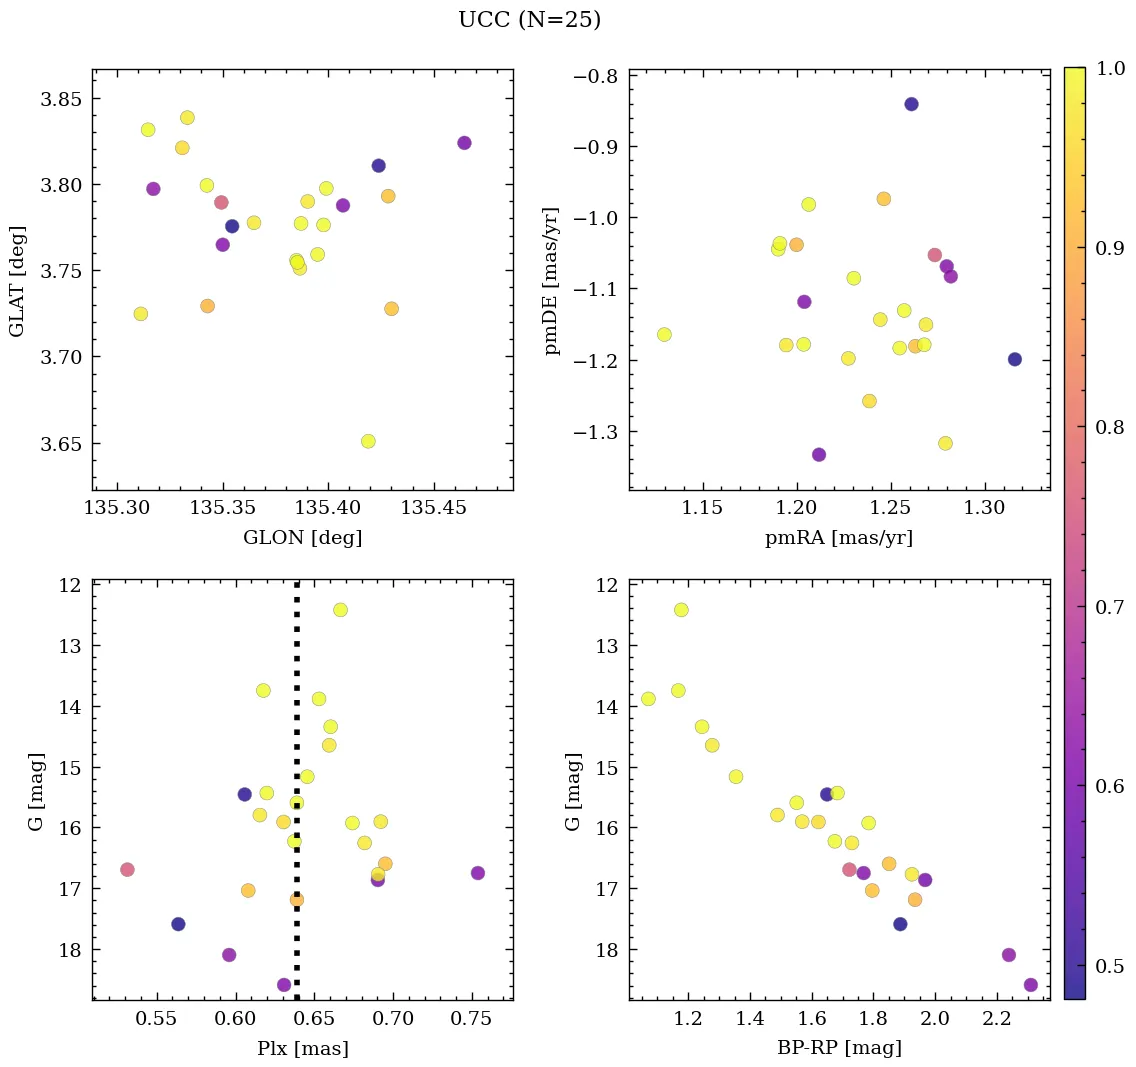 UCC (N=25)
3.85
3.80
3.75
3.70
3.65
GLAT [deg]
135.30 135.35 135.40 135.45
GLON [deg]
−0.8
−0.9
−1.0
−1.1
−1.2
−1.3
pmDE [mas/yr]
1.15 1.20 1.25 1.30
pmRA [mas/yr]
12
13
14
15
16
17
18
G [mag]
0.55 0.60 0.65 0.70 0.75
Plx [mas]
12
13
14
15
16
17
18
G [mag]
1.2 1.4 1.6 1.8 2.0 2.2
BP-RP [mag]
1.0
0.9
0.8
0.7
0.6
0.5